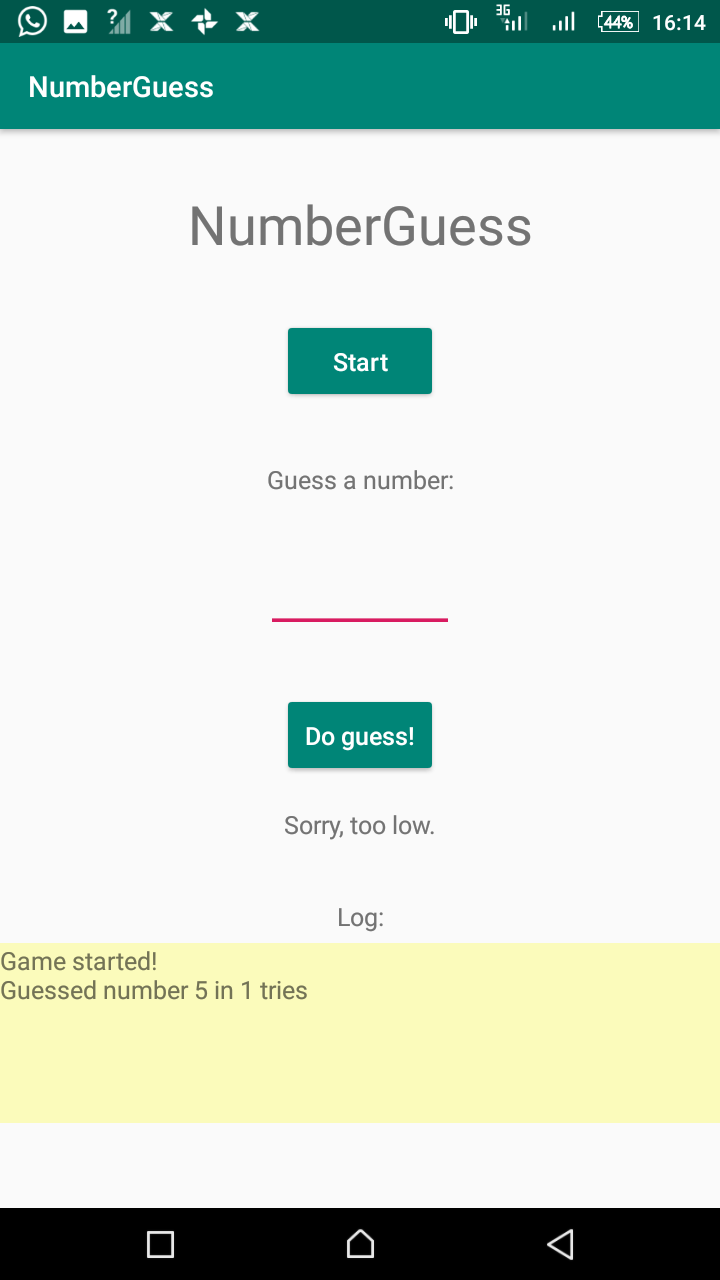 3G 44% 16:14
NumberGuess
NumberGuess
Start
Guess a number:
Do guess!
Sorry, too low.
Log:
Game started!
Guessed number 5 in 1 tries